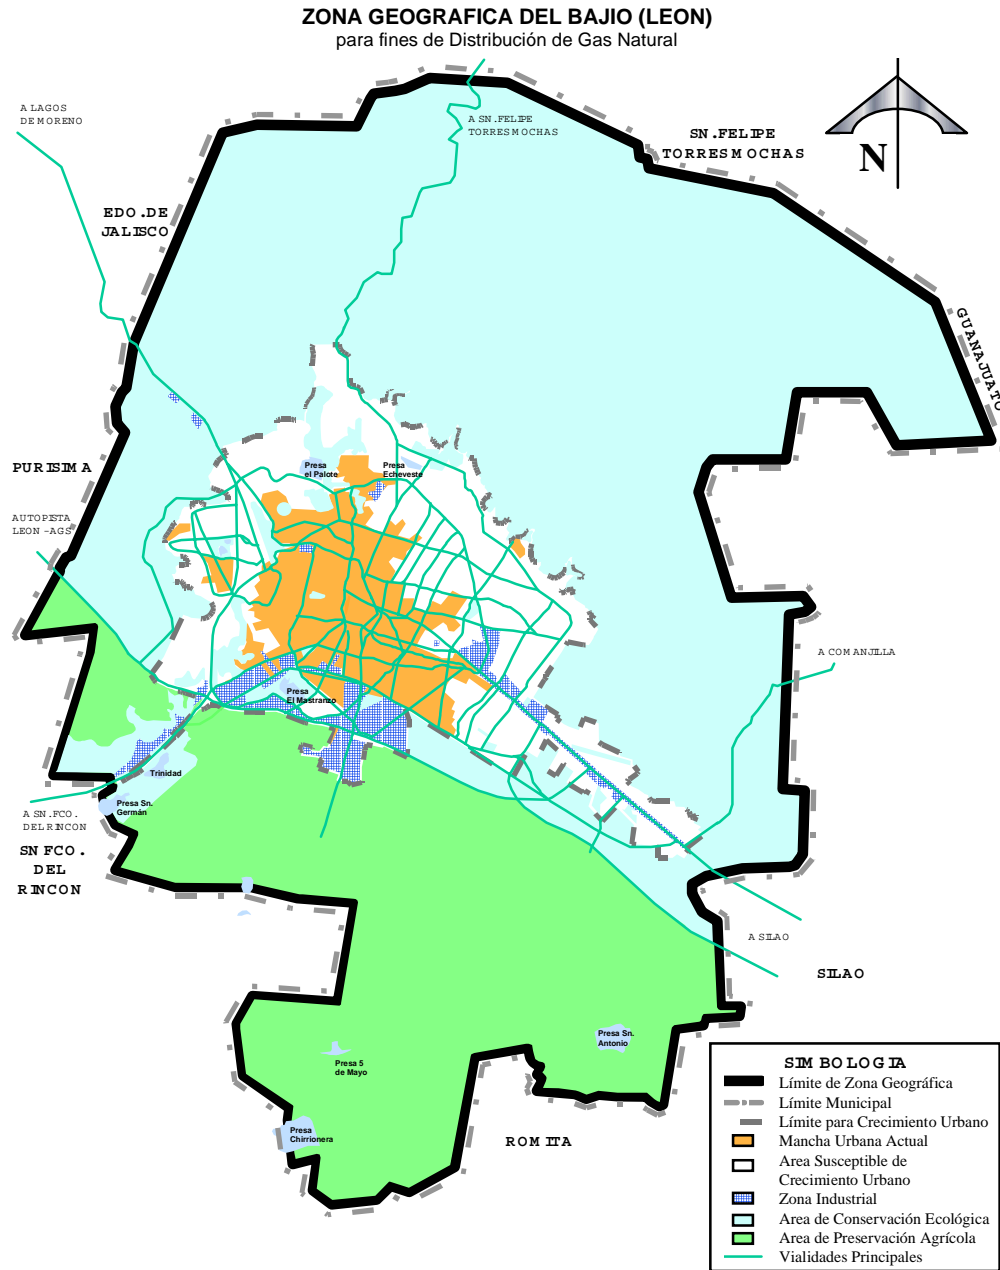 ZONA GEOGRAFICA DEL BAJIO (LEON)
para fines de Distribución de Gas Natural
A LAGOS
DE MORENO
A SN. FELIPE
TORRES MOCHAS
SN. FELIPE
TORRES MOCHAS
N
EDO. DE
JALISCO
GUANAJUATO
PURISIMA
Presa
el Palote
Presa
Echeveste
AUTOPISTA
LEON - AGS
A COMANJILLA
Presa
El Mastranzo
Trinidad
Presa Sn.
Germán
A SN. FCO.
DEL RINCON
SN FCO.
DEL
RINCON
A SILAO
SILAO
Presa Sn.
Antonio
Presa 5
de Mayo
Presa
Chirrionera
ROMITA
SIMBOLOGIA
Límite de Zona Geográfica
Límite Municipal
Límite para Crecimiento Urbano
Mancha Urbana Actual
Area Susceptible de
Crecimiento Urbano
Zona Industrial
Area de Conservación Ecológica
Area de Preservación Agrícola
Vialidades Principales